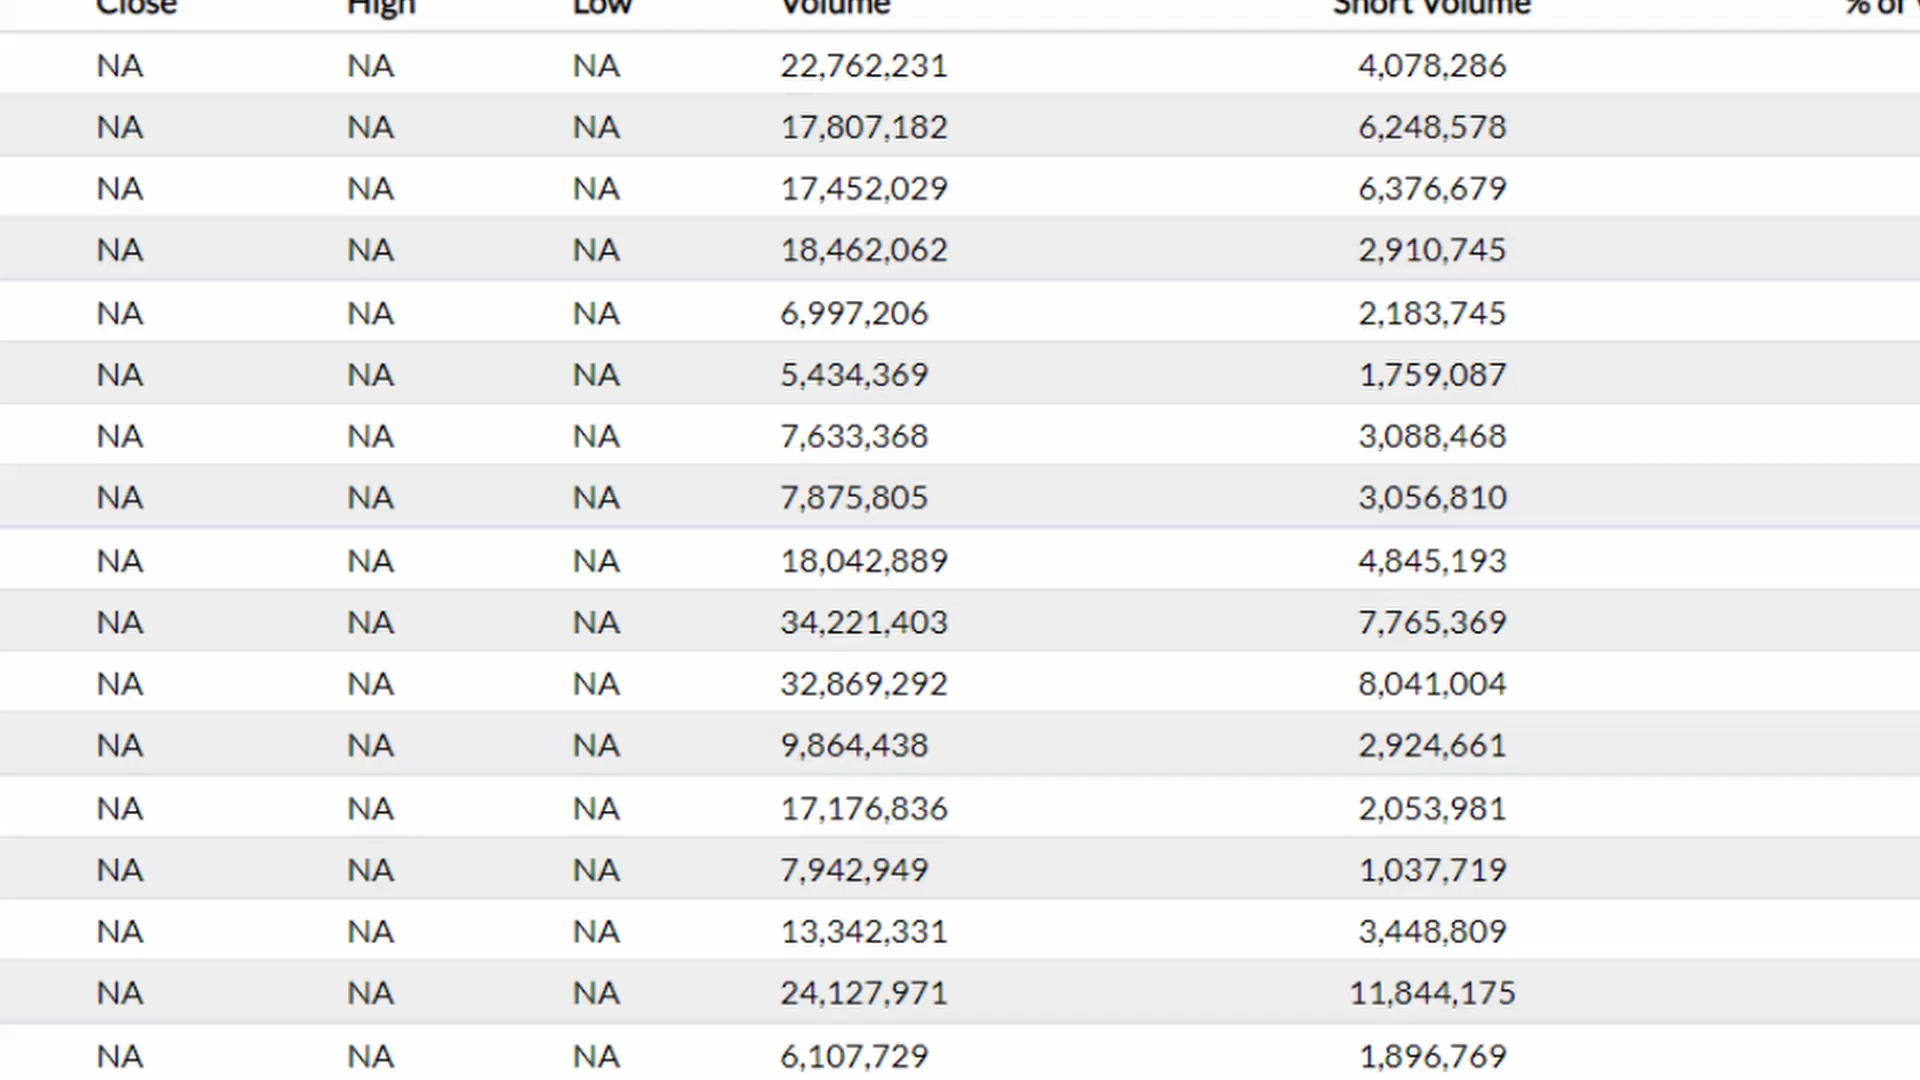 Close High Low Volume Short Volume % of
NA NA NA 22,762,231 4,078,286
NA NA NA 17,807,182 6,248,578
NA NA NA 17,452,029 6,376,679
NA NA NA 18,462,062 2,910,745
NA NA NA 6,997,206 2,183,745
NA NA NA 5,434,369 1,759,087
NA NA NA 7,633,368 3,088,468
NA NA NA 7,875,805 3,056,810
NA NA NA 18,042,889 4,845,193
NA NA NA 34,221,403 7,765,369
NA NA NA 32,869,292 8,041,004
NA NA NA 9,864,438 2,924,661
NA NA NA 17,176,836 2,053,981
NA NA NA 7,942,949 1,037,719
NA NA NA 13,342,331 3,448,809
NA NA NA 24,127,971 11,844,175
NA NA NA 6,107,729 1,896,769